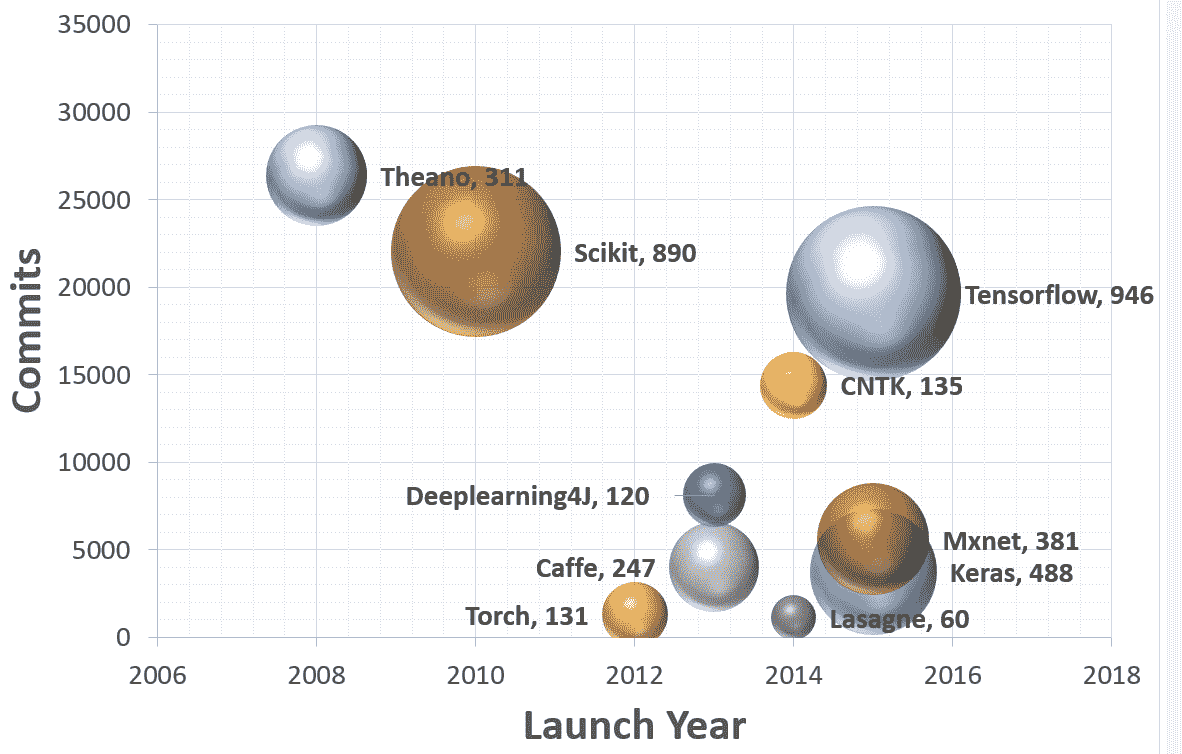 35000
30000
25000
20000
15000
10000
5000
0
Commits
Theano, 311
Scikit, 890
Tensorflow, 946
CNTK, 135
Deeplearning4J, 120
Mxnet, 381
Caffe, 247
Keras, 488
Torch, 131
Lasagne, 60
2006 2008 2010 2012 2014 2016 2018
Launch Year